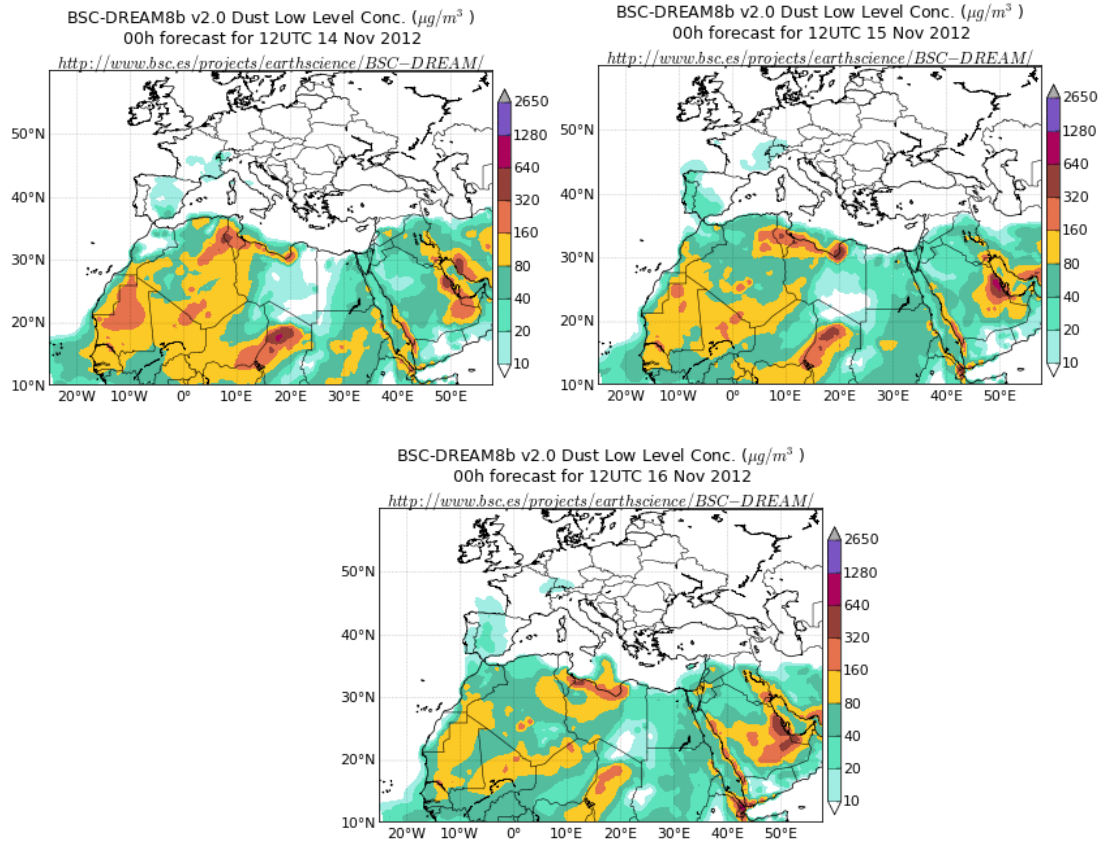 BSC-DREAM8b v2.0 Dust Low Level Conc. (μg/m³ )
00h forecast for 12UTC 14 Nov 2012
http://www.bsc.es/projects/earthscience/BSC−DREAM/
50°N
40°N
30°N
20°N
10°N
20°W 10°W 0° 10°E 20°E 30°E 40°E 50°E
2650
1280
640
320
160
80
40
20
10
BSC-DREAM8b v2.0 Dust Low Level Conc. (μg/m³ )
00h forecast for 12UTC 15 Nov 2012
http://www.bsc.es/projects/earthscience/BSC−DREAM/
50°N
40°N
30°N
20°N
10°N
20°W 10°W 0° 10°E 20°E 30°E 40°E 50°E
2650
1280
640
320
160
80
40
20
10
BSC-DREAM8b v2.0 Dust Low Level Conc. (μg/m³ )
00h forecast for 12UTC 16 Nov 2012
http://www.bsc.es/projects/earthscience/BSC−DREAM/
50°N
40°N
30°N
20°N
10°N
20°W 10°W 0° 10°E 20°E 30°E 40°E 50°E
2650
1280
640
320
160
80
40
20
10